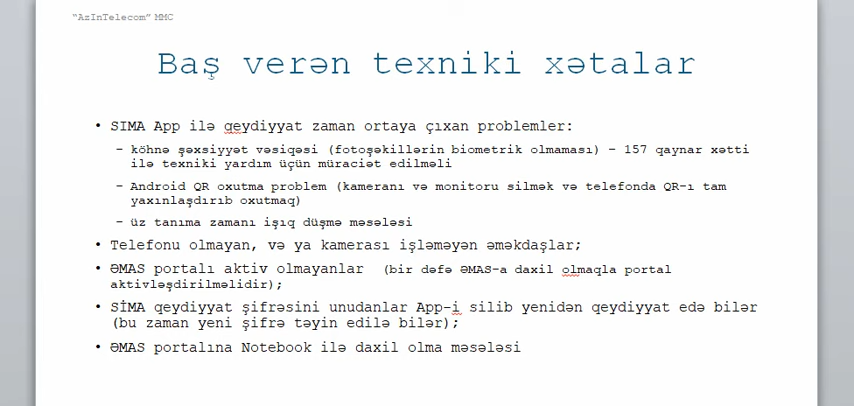 “AzInTelecom” MMC
Baş verən texniki xətalar
• SIMA App ilə qeydiyyat zaman ortaya çıxan problemler:
– köhnə şəxsiyyət vəsiqəsi (fotoşəkillərin biometrik olmaması) – 157 qaynar xətti
ilə texniki yardım üçün müraciət edilməli
– Android QR oxutma problem (kameranı və monitoru silmək və telefonda QR-ı tam
yaxınlaşdırıb oxutmaq)
– üz tanıma zamanı işıq düşmə məsələsi
• Telefonu olmayan, və ya kamerası işləməyən əməkdaşlar;
• ƏMAS portalı aktiv olmayanlar (bir dəfə ƏMAS-a daxil olmaqla portal
aktivləşdirilməlidir);
• SİMA qeydiyyat şifrəsini unudanlar App-i silib yenidən qeydiyyat edə bilər
(bu zaman yeni şifrə təyin edilə bilər);
• ƏMAS portalına Notebook ilə daxil olma məsələsi